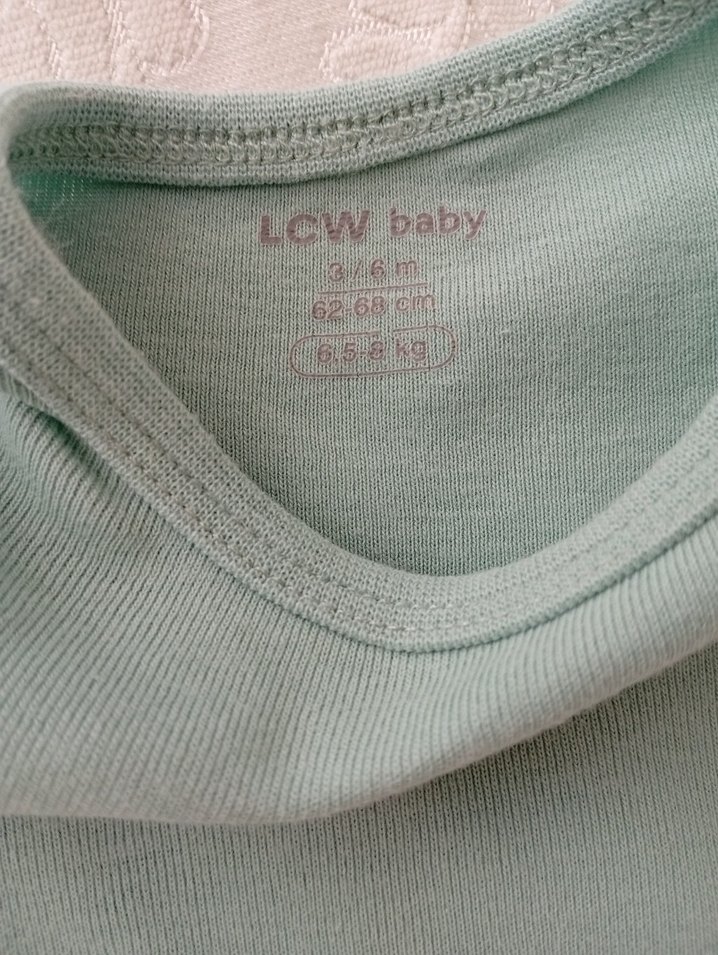 LCW baby
3 / 6 m
62-68 cm
6.5-8 kg